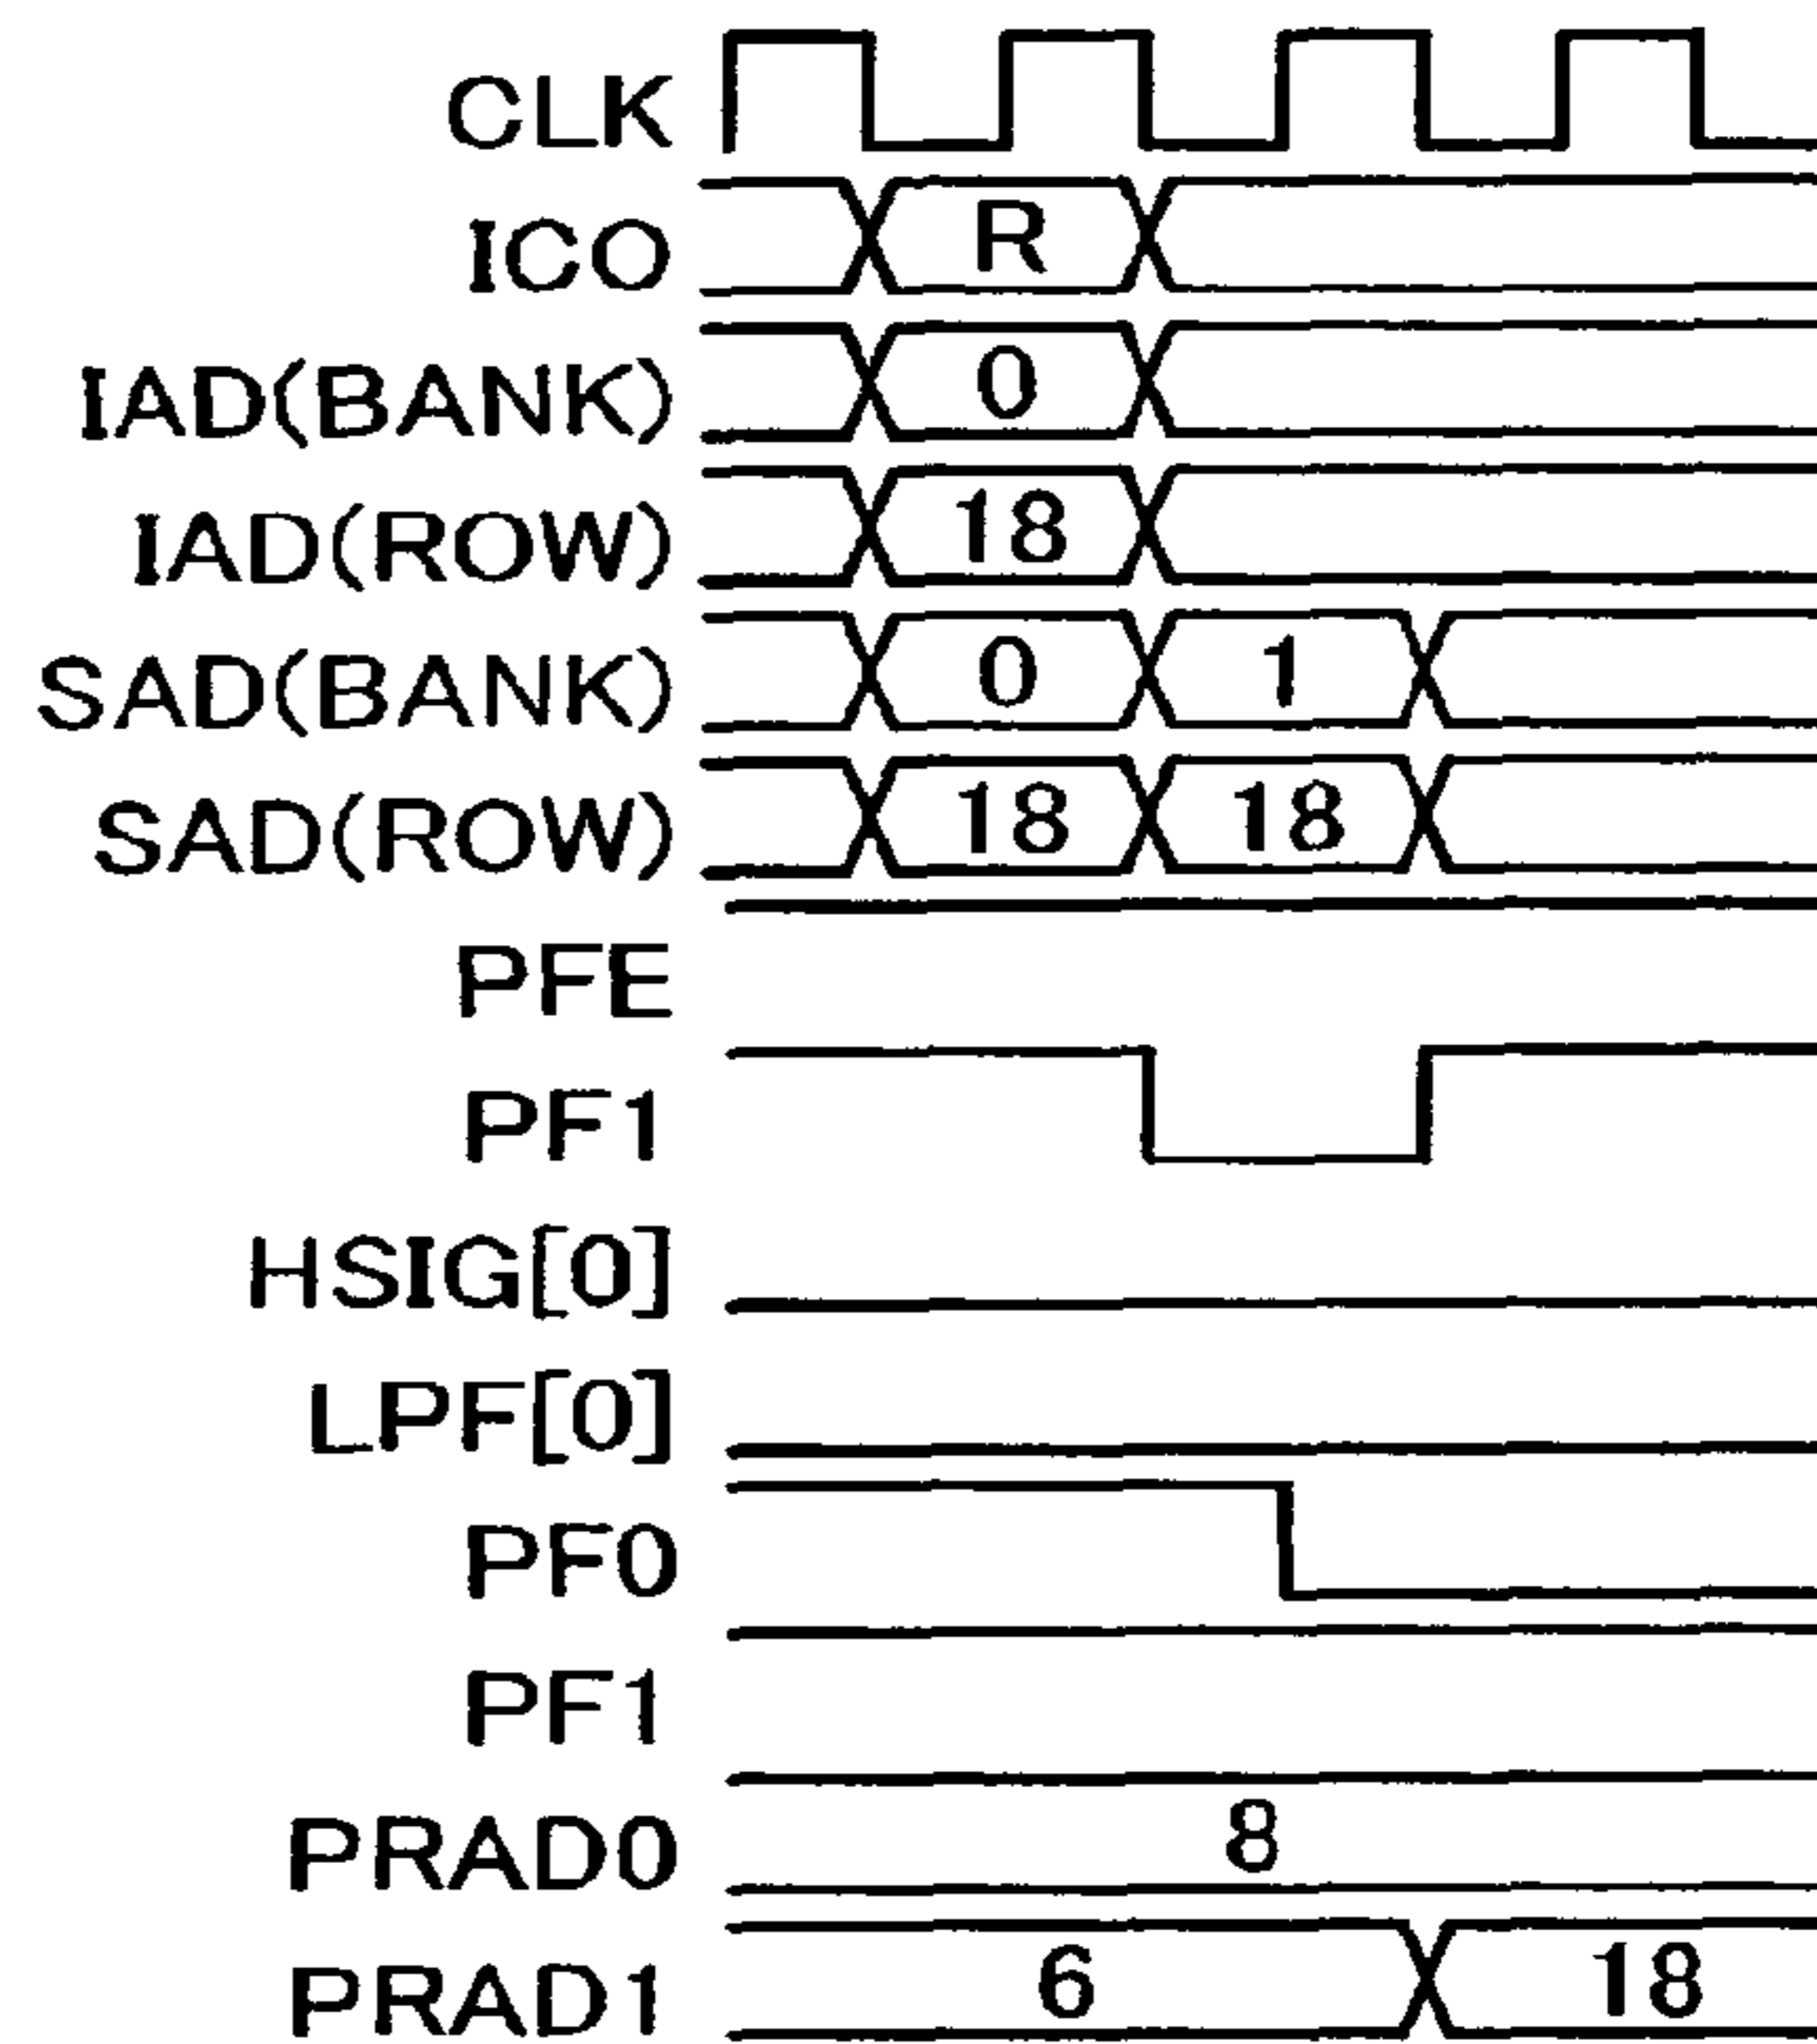 CLK
ICO R
IAD(BANK) 0
IAD(ROW) 18
SAD(BANK) 0 1
SAD(ROW) 18 18
PFE
PF1
HSIG[0]
LPF[0]
PF0
PF1
PRAD0 8
PRAD1 6 18